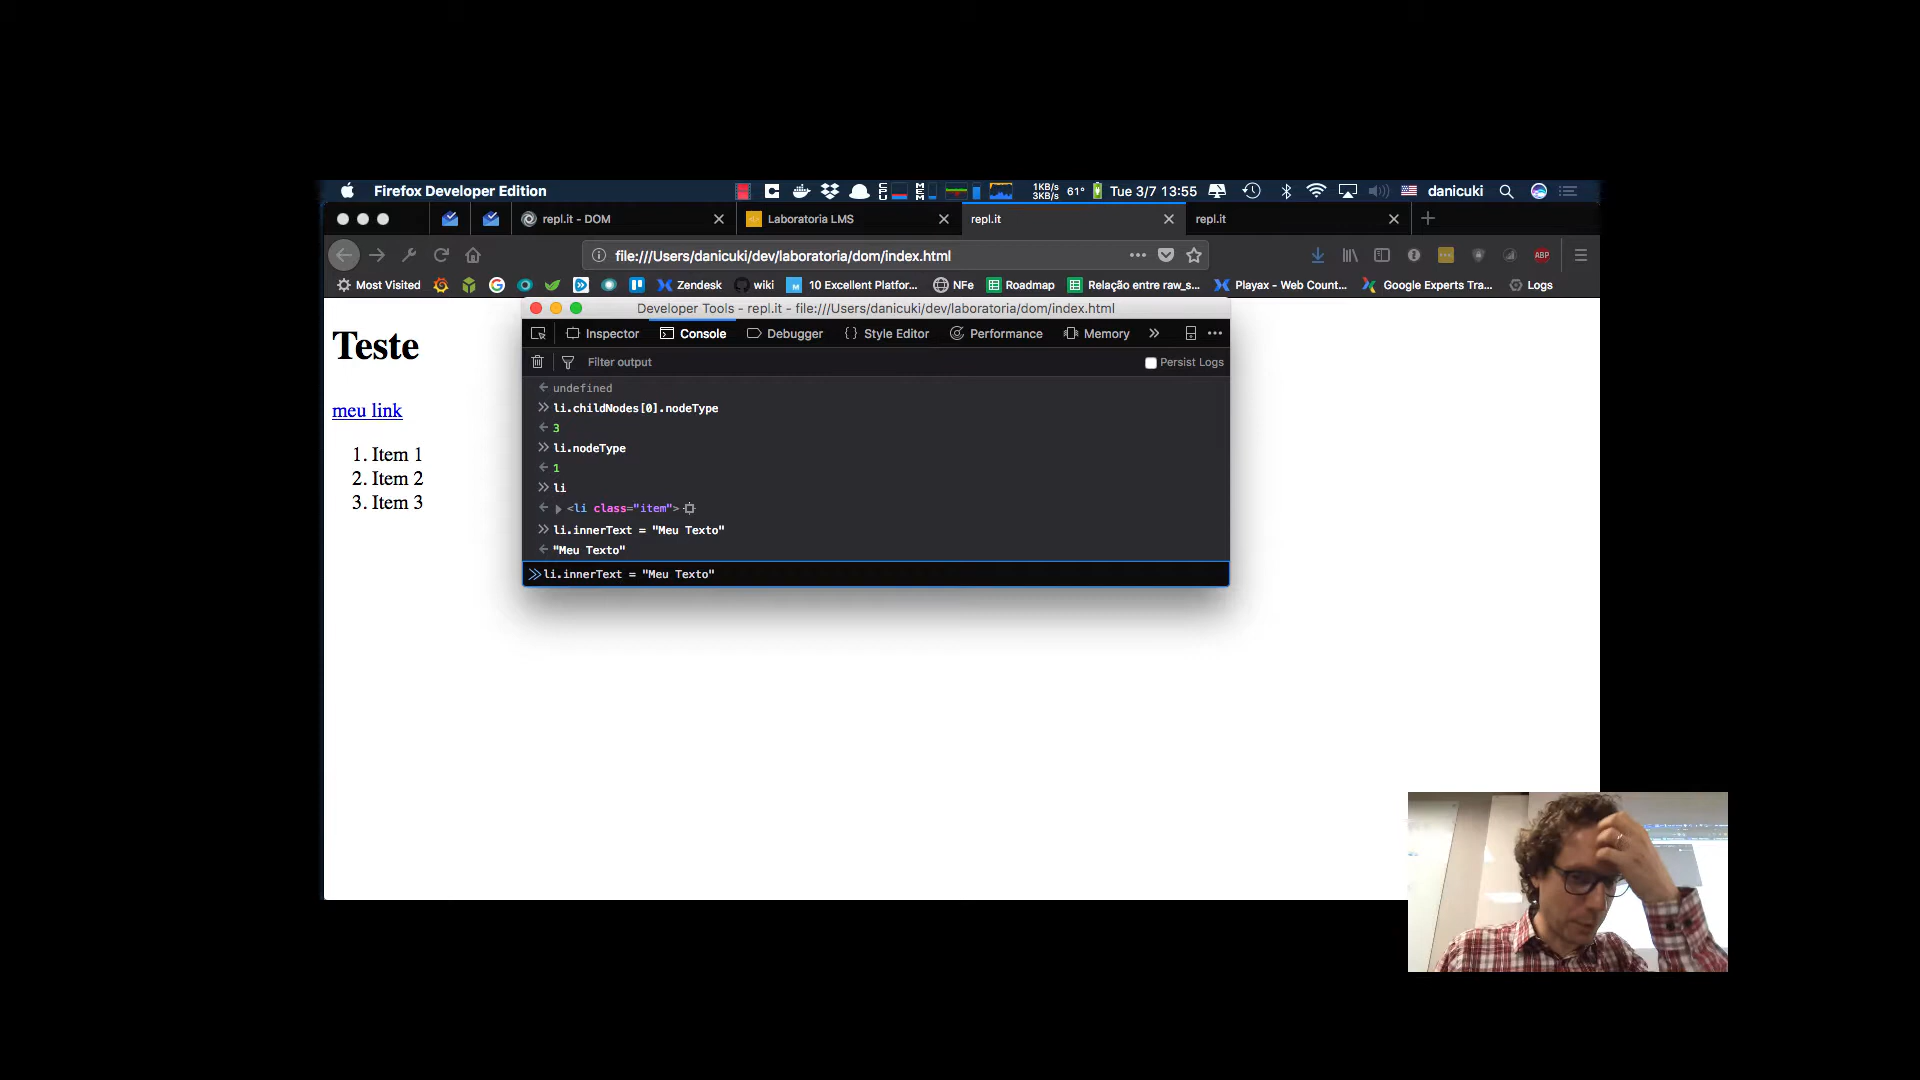 Firefox Developer Edition
CPU
MEM
1KB/s
3KB/s
61°
Tue 3/7 13:55
danicuki
repl.it - DOM
Laboratoria LMS
repl.it
repl.it
file:///Users/danicuki/dev/laboratoria/dom/index.html
ABP
Most Visited
Zendesk
wiki
10 Excellent Platfor...
NFe
Roadmap
Relação entre raw_s...
Playax - Web Count...
Google Experts Tra...
Logs
Developer Tools - repl.it - file:///Users/danicuki/dev/laboratoria/dom/index.html
Inspector
Console
Debugger
Style Editor
Performance
Memory
Filter output
Persist Logs
Teste
meu link
1. Item 1
2. Item 2
3. Item 3
undefined
li.childNodes[0].nodeType
3
li.nodeType
1
li
<li class="item">
li.innerText = "Meu Texto"
"Meu Texto"
li.innerText = "Meu Texto"